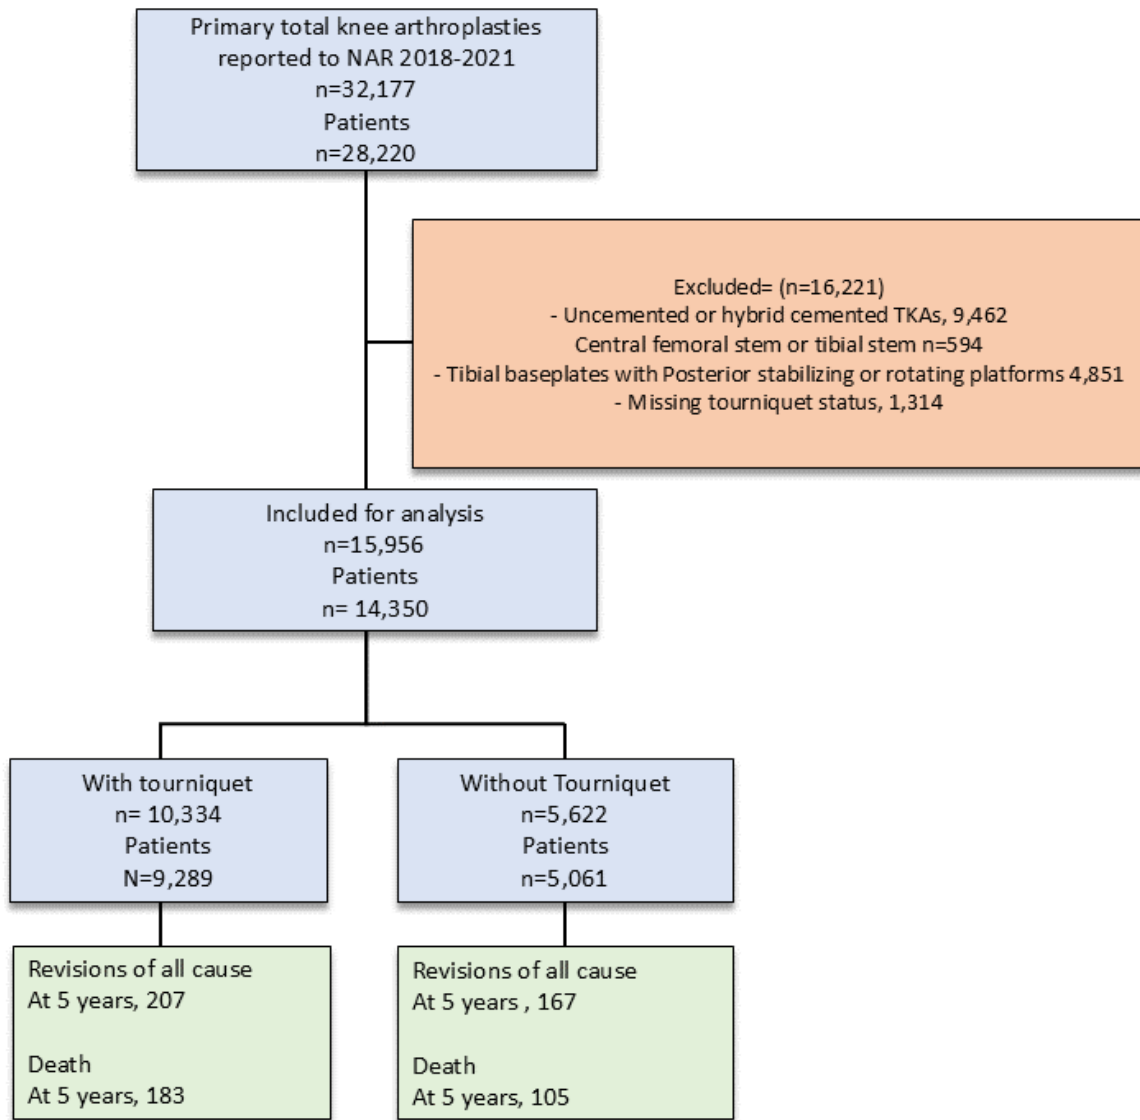 Primary total knee arthroplasties
reported to NAR 2018-2021
n=32,177
Patients
n=28,220
Excluded= (n=16,221)
- Uncemented or hybrid cemented TKAs, 9,462
Central femoral stem or tibial stem n=594
- Tibial baseplates with Posterior stabilizing or rotating platforms 4,851
- Missing tourniquet status, 1,314
Included for analysis
n=15,956
Patients
n= 14,350
With tourniquet
n= 10,334
Patients
N=9,289
Without Tourniquet
n=5,622
Patients
n=5,061
Revisions of all cause
At 5 years, 207
Death
At 5 years, 183
Revisions of all cause
At 5 years , 167
Death
At 5 years, 105